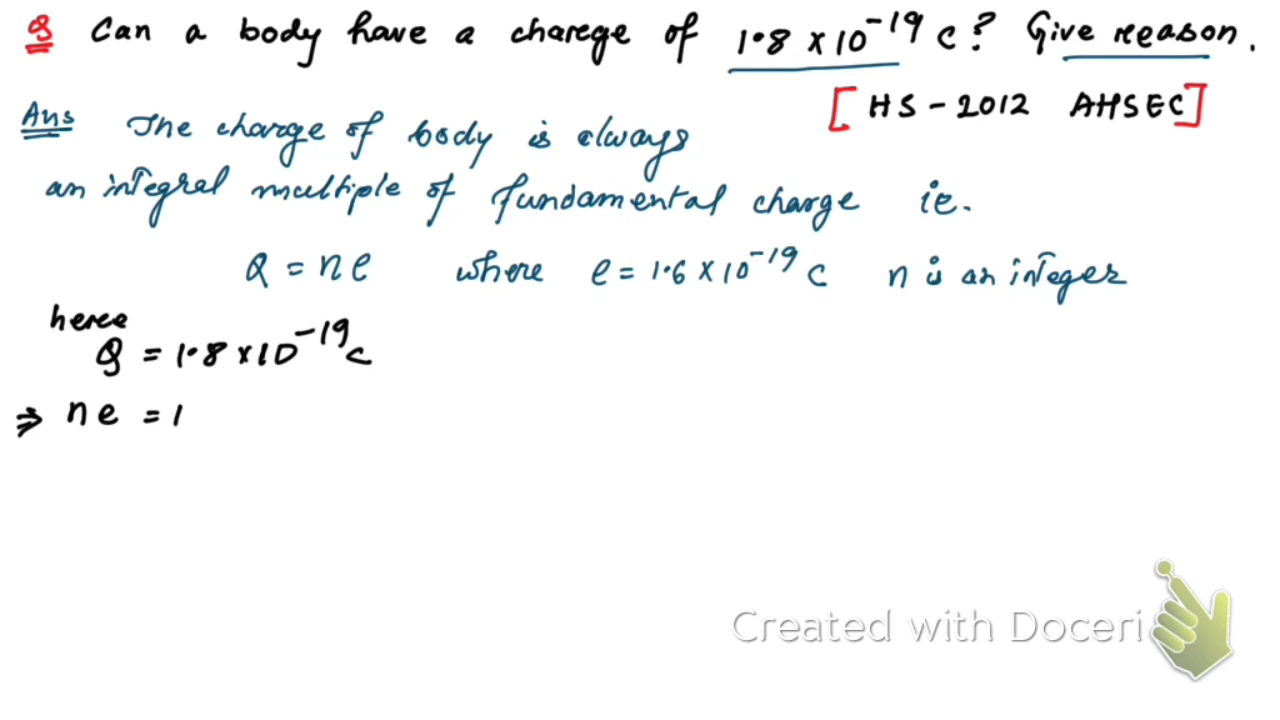 Q Can a body have a charege of 1.8 × 10⁻¹⁹ C? Give reason.
[HS - 2012 AHSEC]
Ans The charge of body is always
an integral multiple of fundamental charge ie.
Q = ne where e = 1.6 × 10⁻¹⁹ C n is an integer
heree
Q = 1.8 × 10⁻¹⁹ C
⇒ ne = 1
Created with Doceri